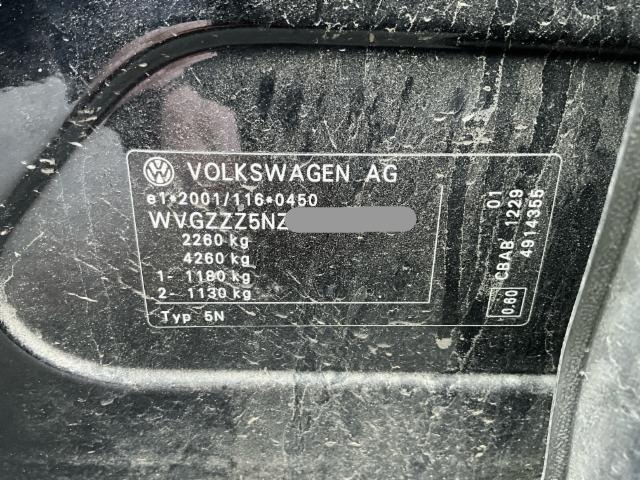 VOLKSWAGEN AG
e1*2001/116*0450
WVGZZZ5NZ
2260 kg
4260 kg
1- 1180 kg
2- 1130 kg
Typ 5N
01
CBAB 1229
4914355
0.60